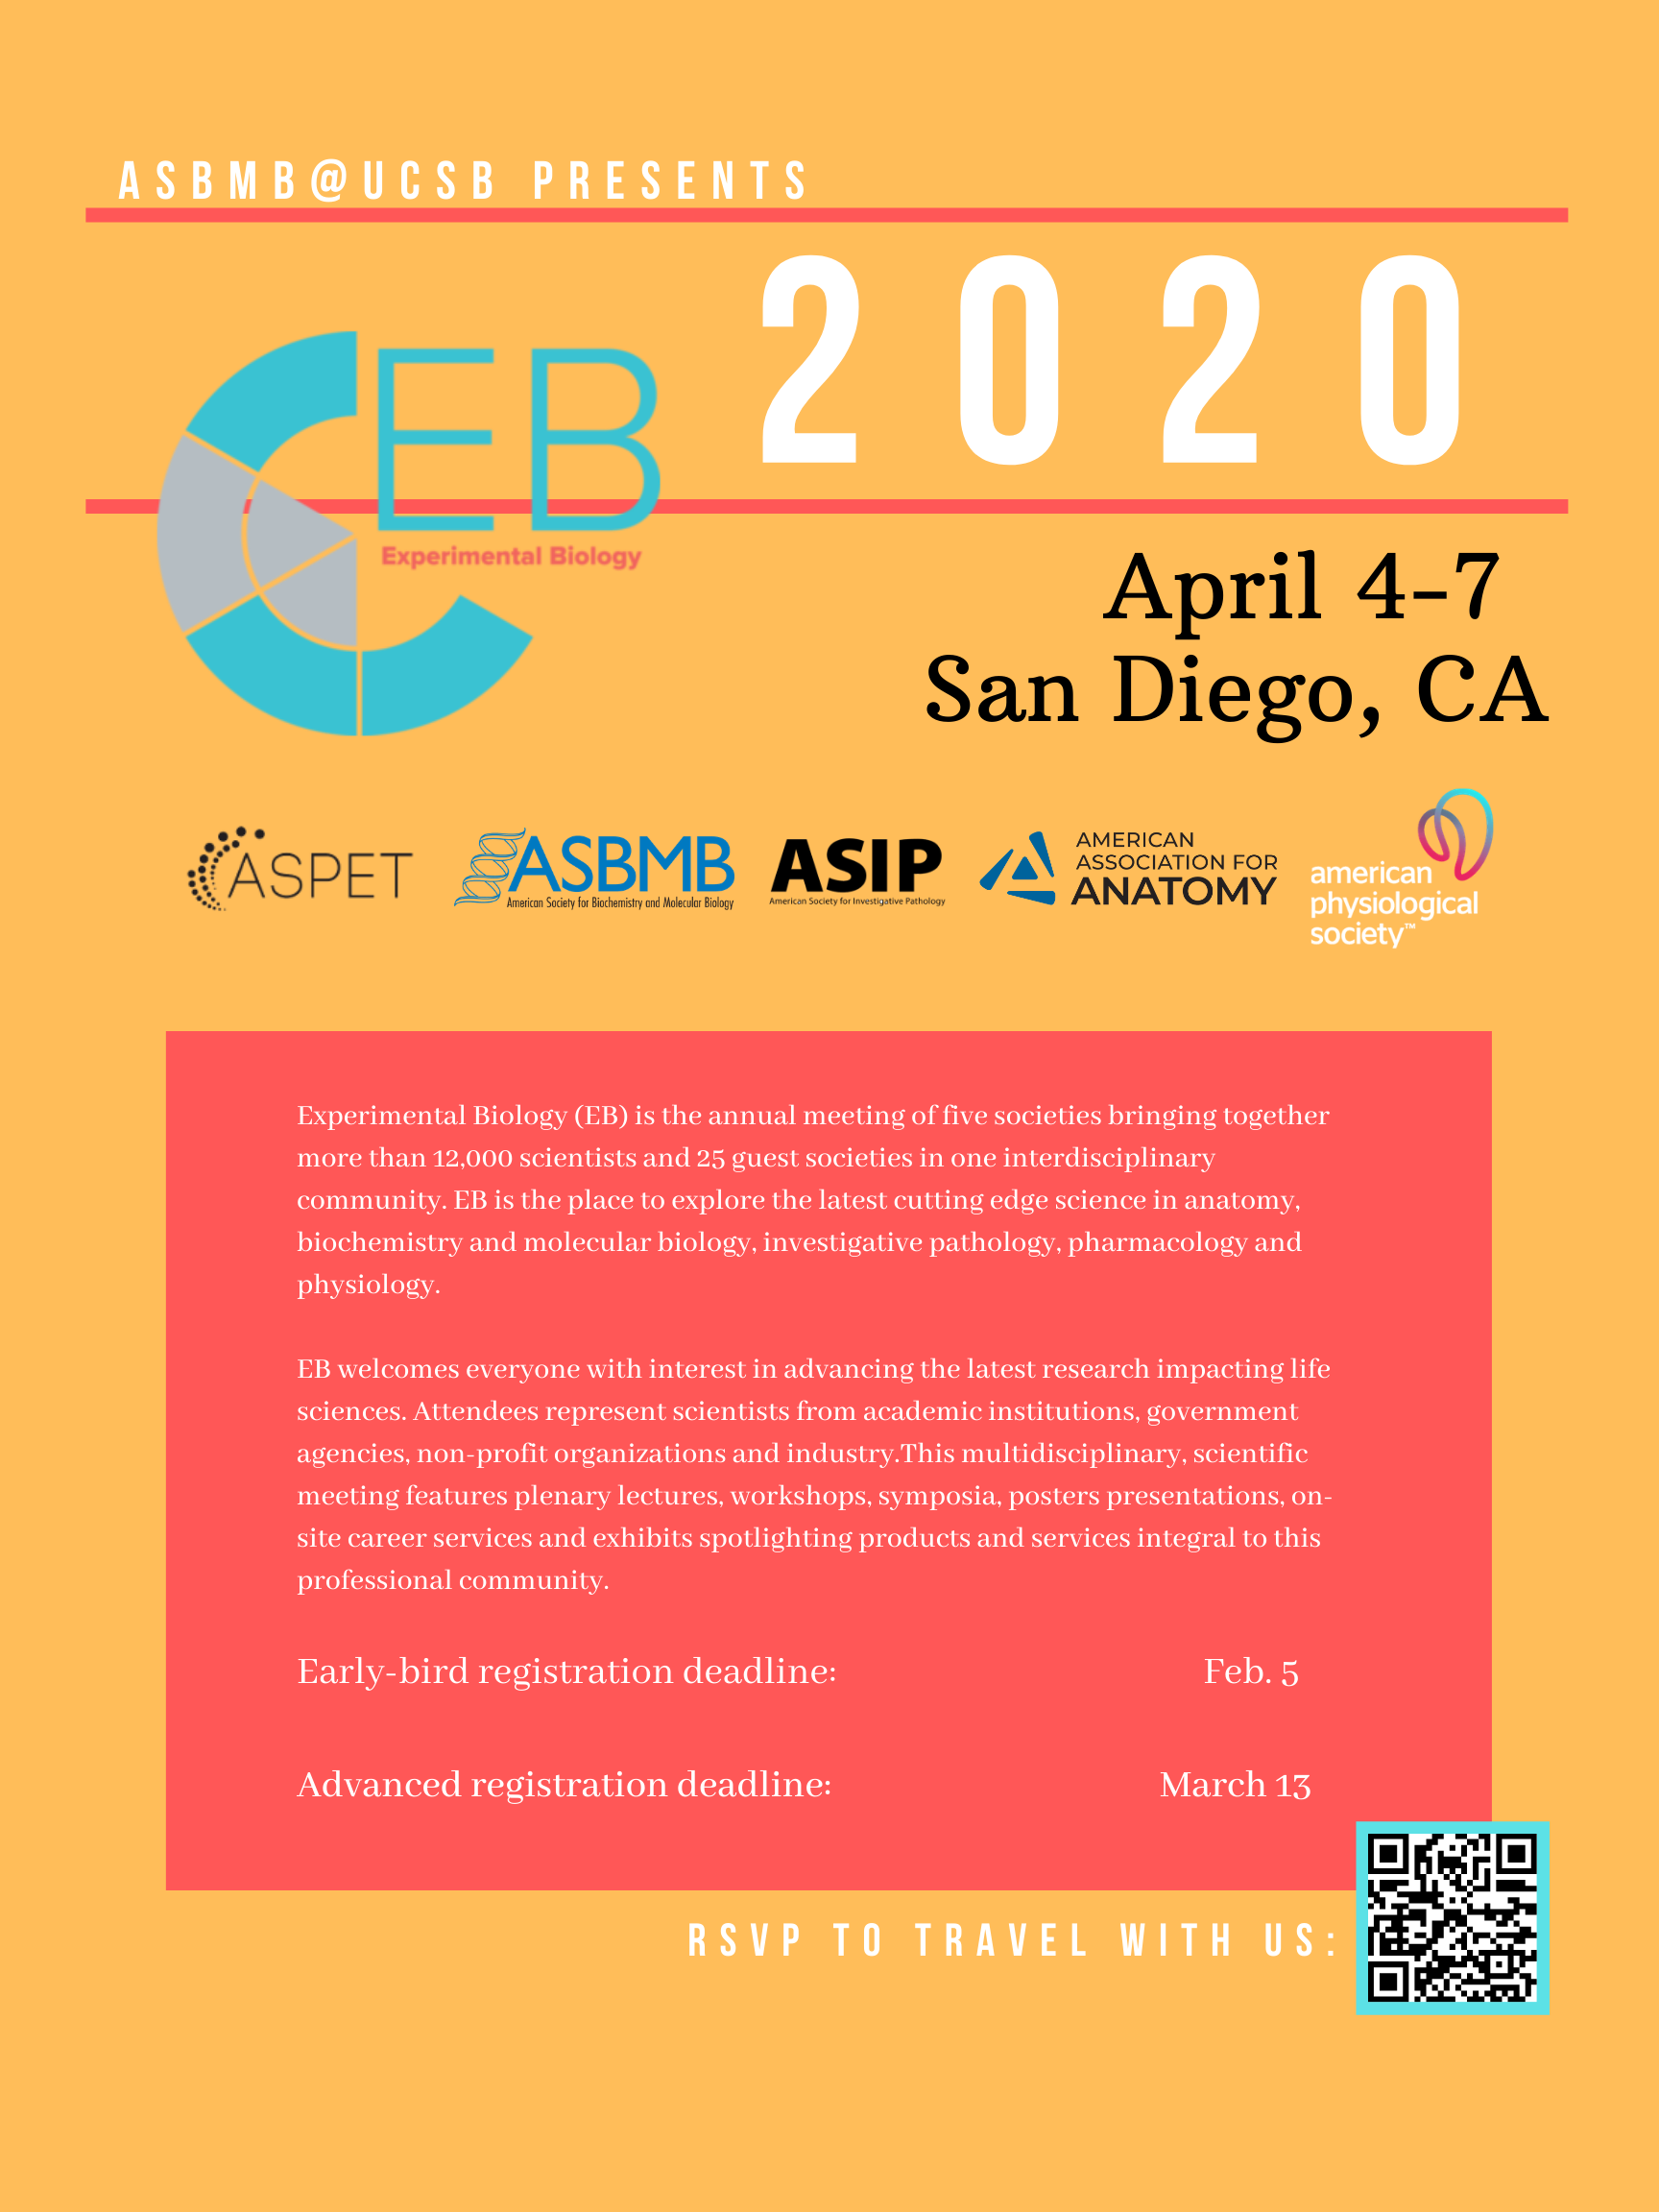 ASBMB@UCSB PRESENTS
2020
EB
Experimental Biology
April 4-7
San Diego, CA
ASPET
ASBMB
American Society for Biochemistry and Molecular Biology
ASIP
American Society for Investigative Pathology
AMERICAN
ASSOCIATION FOR
ANATOMY
american
physiological
society™
Experimental Biology (EB) is the annual meeting of five societies bringing together
more than 12,000 scientists and 25 guest societies in one interdisciplinary
community. EB is the place to explore the latest cutting edge science in anatomy,
biochemistry and molecular biology, investigative pathology, pharmacology and
physiology.
EB welcomes everyone with interest in advancing the latest research impacting life
sciences. Attendees represent scientists from academic institutions, government
agencies, non-profit organizations and industry.This multidisciplinary, scientific
meeting features plenary lectures, workshops, symposia, posters presentations, on-
site career services and exhibits spotlighting products and services integral to this
professional community.
Early-bird registration deadline: Feb. 5
Advanced registration deadline: March 13
RSVP TO TRAVEL WITH US: